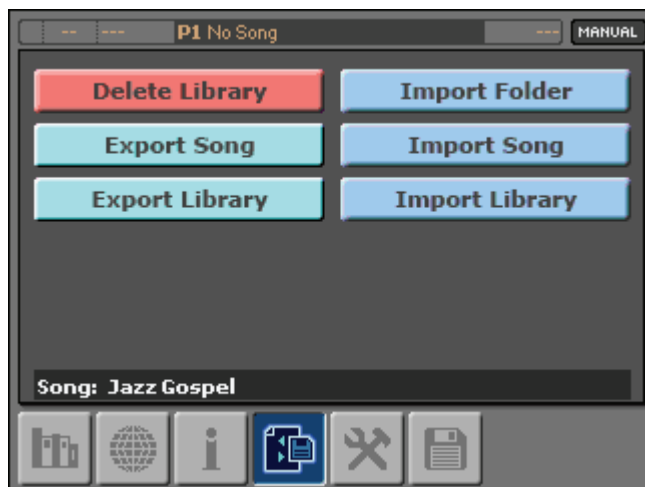 -- --- P1 No Song --- MANUAL
Delete Library Import Folder
Export Song Import Song
Export Library Import Library
Song: Jazz Gospel